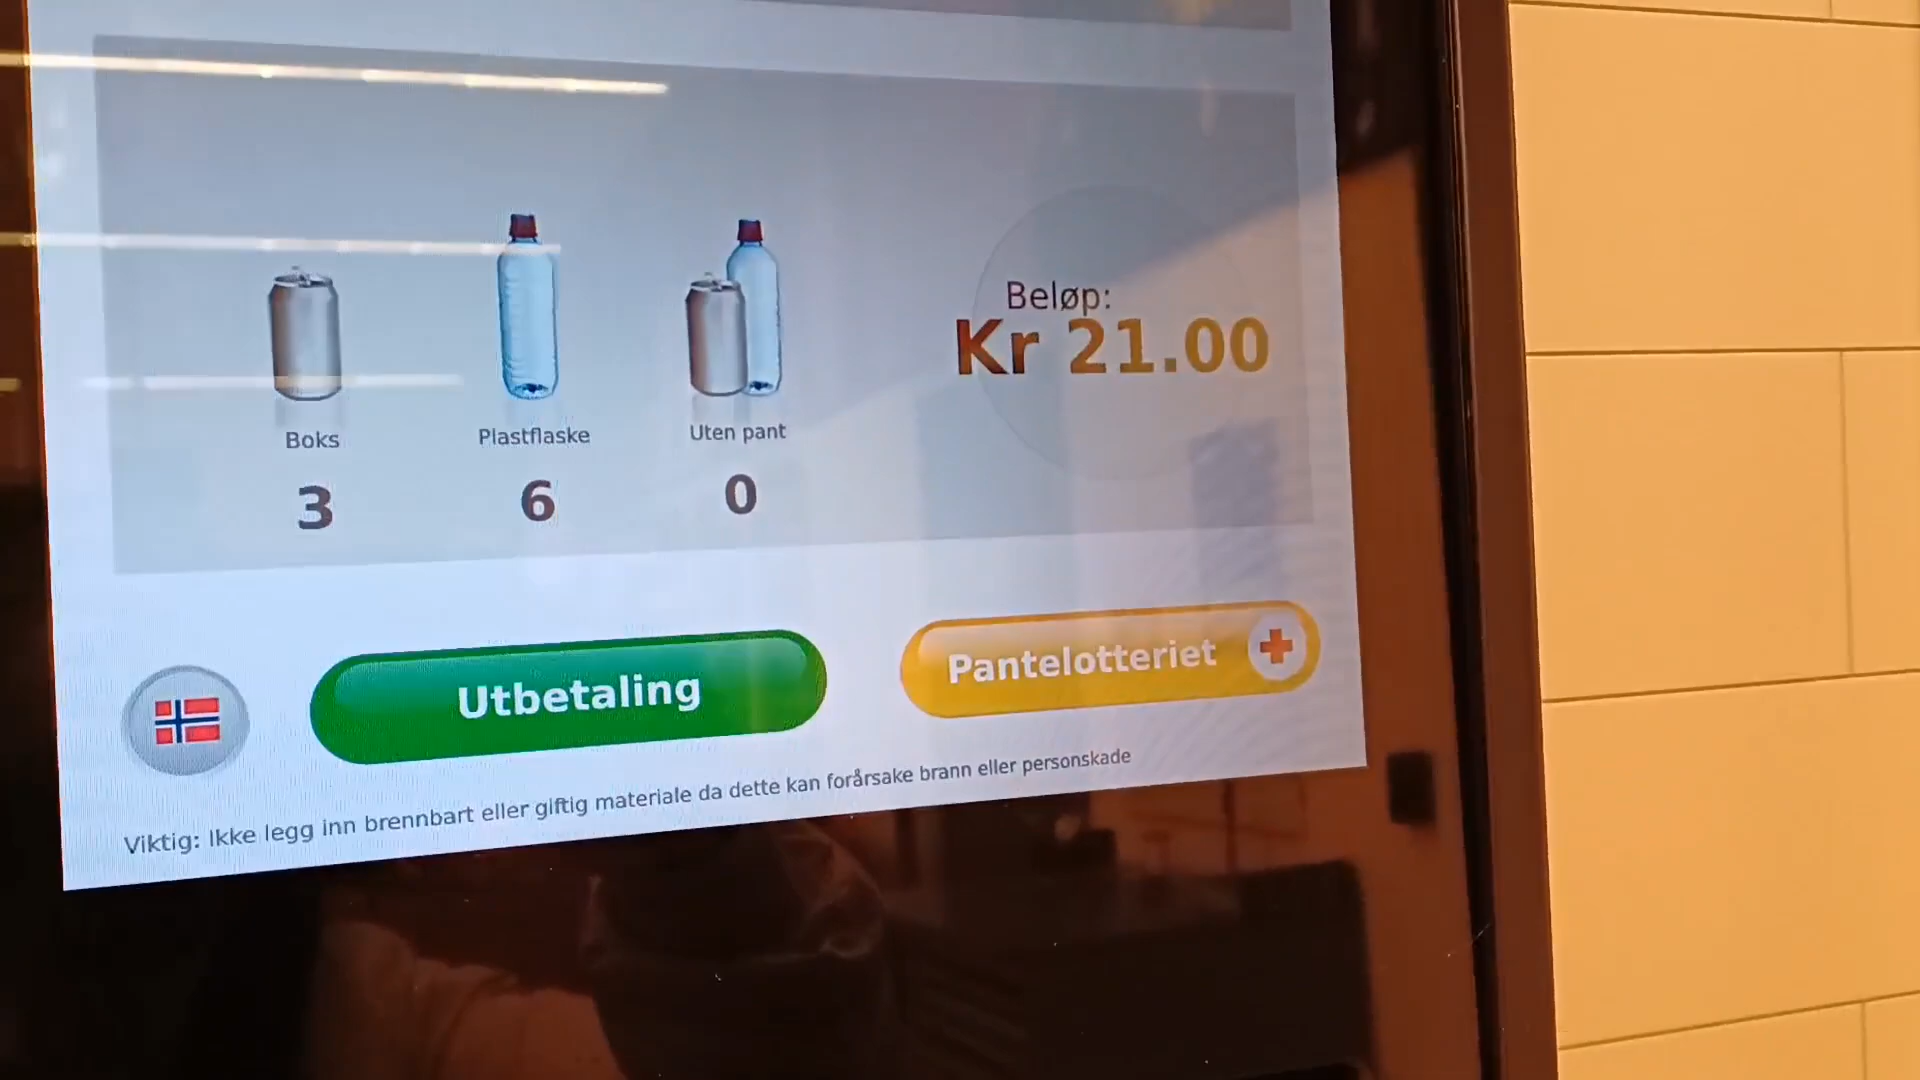 Beløp:
Kr 21.00
Boks
Plastflaske
Uten pant
3
6
0
Utbetaling
Pantelotteriet
Viktig: Ikke legg inn brennbart eller giftig materiale da dette kan forårsake brann eller personskade